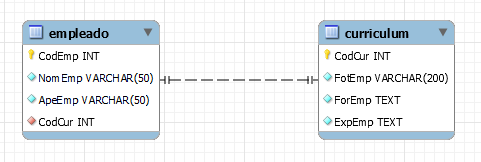 empleado
CodEmp INT
NomEmp VARCHAR(50)
ApeEmp VARCHAR(50)
CodCur INT
curriculum
CodCur INT
FotEmp VARCHAR(200)
ForEmp TEXT
ExpEmp TEXT